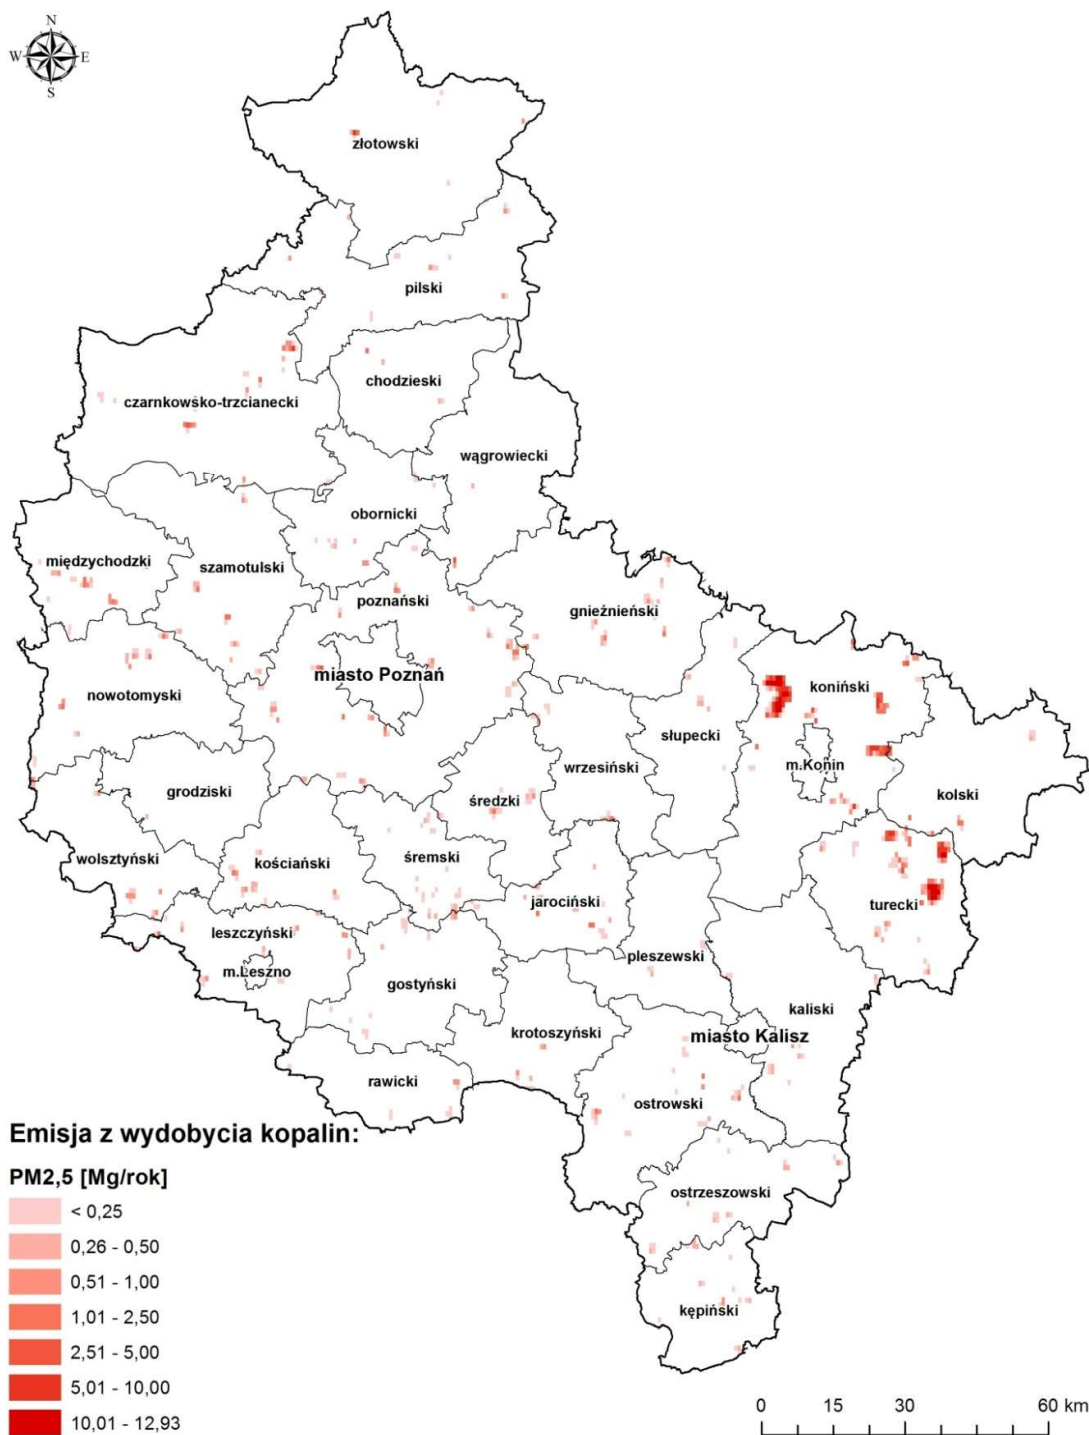 N
W E
S
złotowski
pilski
chodzieski
czarnkowsko-trzcianecki
wągrowiecki
obornicki
międzychodzki
szamotulski
poznański
gnieźnieński
miasto Poznań
nowotomyski
koniński
słupecki
m.Konin
wrzesiński
grodziski
średzki
kolski
wolsztyński
kościański
śremski
jarociński
turecki
leszczyński
pleszewski
m.Leszno
gostyński
kaliski
krotoszyński
miasto Kalisz
rawicki
ostrowski
ostrzeszowski
kępiński
Emisja z wydobycia kopalin:
PM2,5 [Mg/rok]
< 0,25
0,26 - 0,50
0,51 - 1,00
1,01 - 2,50
2,51 - 5,00
5,01 - 10,00
10,01 - 12,93
0 15 30 60 km